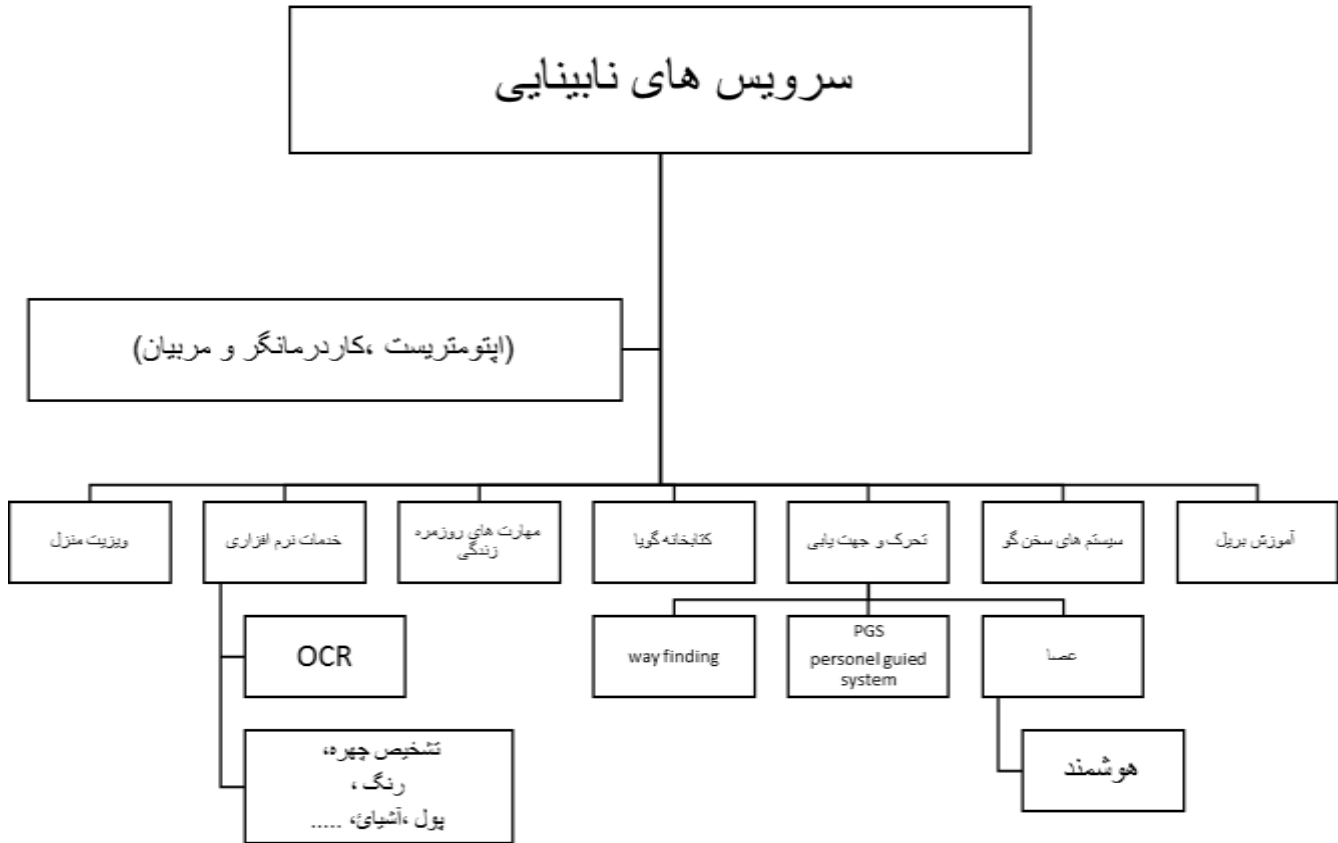 سرویس های نابینایی
(اپتومتریست ،کاردرمانگر و مربیان)
آموزش بریل
سیستم های سخن گو
تحرک و جهت یابی
کتابخانه گویا
مهارت های روزمره
زندگی
خدمات نرم افزاری
ویزیت منزل
عصا
PGS
personel guied
system
way finding
OCR
هوشمند
تشخیص چهره،
رنگ ،
پول ،آشیائ، .....